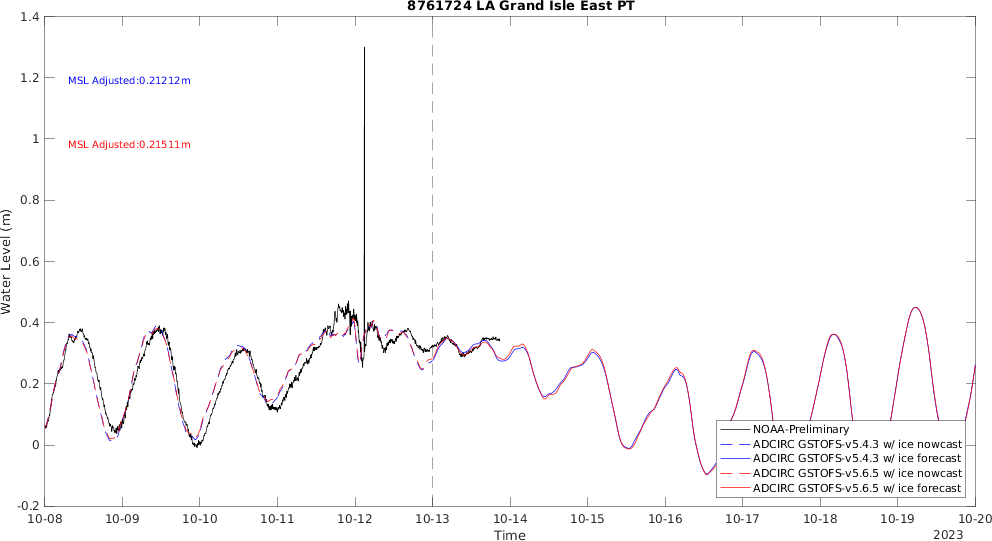 8761724 LA Grand Isle East PT
1.4
1.2
1
0.8
0.6
0.4
0.2
0
-0.2
Water Level (m)
MSL Adjusted:0.21212m
MSL Adjusted:0.21511m
NOAA-Preliminary
ADCIRC GSTOFS-v5.4.3 w/ ice nowcast
ADCIRC GSTOFS-v5.4.3 w/ ice forecast
ADCIRC GSTOFS-v5.6.5 w/ ice nowcast
ADCIRC GSTOFS-v5.6.5 w/ ice forecast
10-08 10-09 10-10 10-11 10-12 10-13 10-14 10-15 10-16 10-17 10-18 10-19 10-20
Time
2023